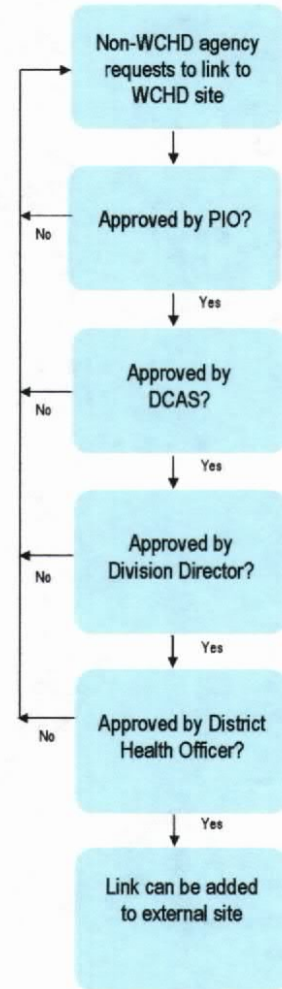 Non-WCHD agency
requests to link to
WCHD site
Approved by PIO?
No
Yes
Approved by
DCAS?
No
Yes
Approved by
Division Director?
No
Yes
Approved by District
Health Officer?
No
Yes
Link can be added
to external site